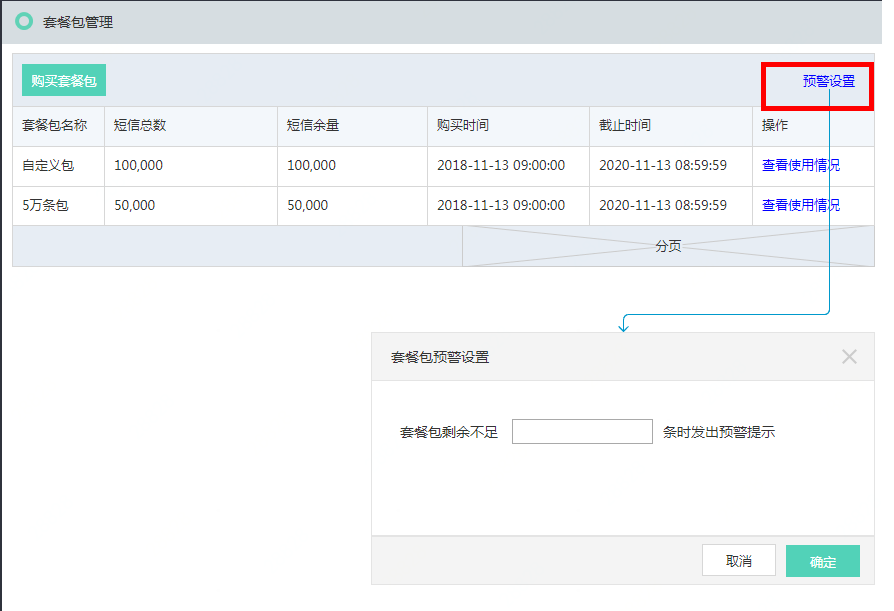 套餐包管理
购买套餐包
预警设置
套餐包名称 短信总数 短信余量 购买时间 截止时间 操作
自定义包 100,000 100,000 2018-11-13 09:00:00 2020-11-13 08:59:59 查看使用情况
5万条包 50,000 50,000 2018-11-13 09:00:00 2020-11-13 08:59:59 查看使用情况
分页
套餐包预警设置
套餐包剩余不足 条时发出预警提示
取消 确定